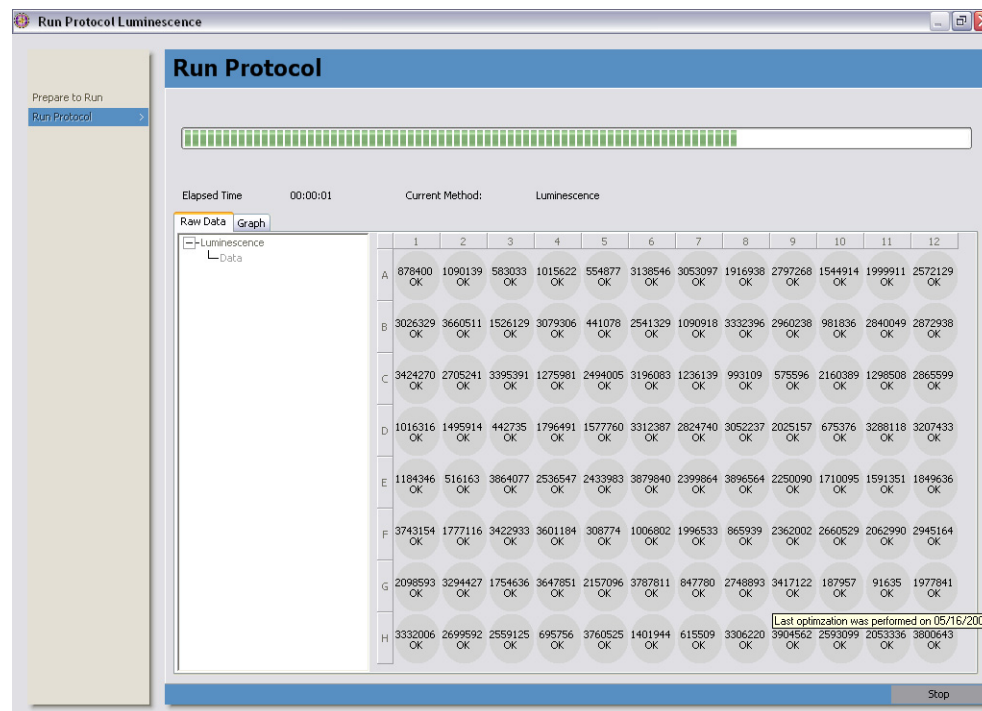 Run Protocol Luminescence
Run Protocol
Prepare to Run
Run Protocol >
Elapsed Time 00:00:01 Current Method: Luminescence
Raw Data Graph
Luminescence
Data
1 2 3 4 5 6 7 8 9 10 11 12
A 878400 1090139 583033 1015622 554877 3138546 3053097 1916938 2797268 1544914 1999911 2572129
OK OK OK OK OK OK OK OK OK OK OK OK
B 3026329 3660511 1526129 3079306 441078 2541329 1090918 3332396 2960238 981836 2840049 2872938
OK OK OK OK OK OK OK OK OK OK OK OK
C 3424270 2705241 3395391 1275981 2494005 3196083 1236139 993109 575596 2160389 1298508 2865599
OK OK OK OK OK OK OK OK OK OK OK OK
D 1016316 1495914 442735 1796491 1577760 3312387 2824740 3052237 2025157 675376 3288118 3207433
OK OK OK OK OK OK OK OK OK OK OK OK
E 1184346 516163 3864077 2536547 2433983 3879840 2399864 3896564 2250090 1710095 1591351 1849636
OK OK OK OK OK OK OK OK OK OK OK OK
F 3743154 1777116 3422933 3601184 308774 1006802 1996533 865939 2362002 2660529 2062990 2945164
OK OK OK OK OK OK OK OK OK OK OK OK
G 2098593 3294427 1754636 3647851 2157096 3787811 847780 2748893 3417122 187957 91635 1977841
OK OK OK OK OK OK OK OK OK OK OK OK
Last optimzation was performed on 05/16/200
H 3332006 2699592 2559125 695756 3760525 1401944 615509 3306220 3904562 2593099 2053336 3800643
OK OK OK OK OK OK OK OK OK OK OK OK
Stop